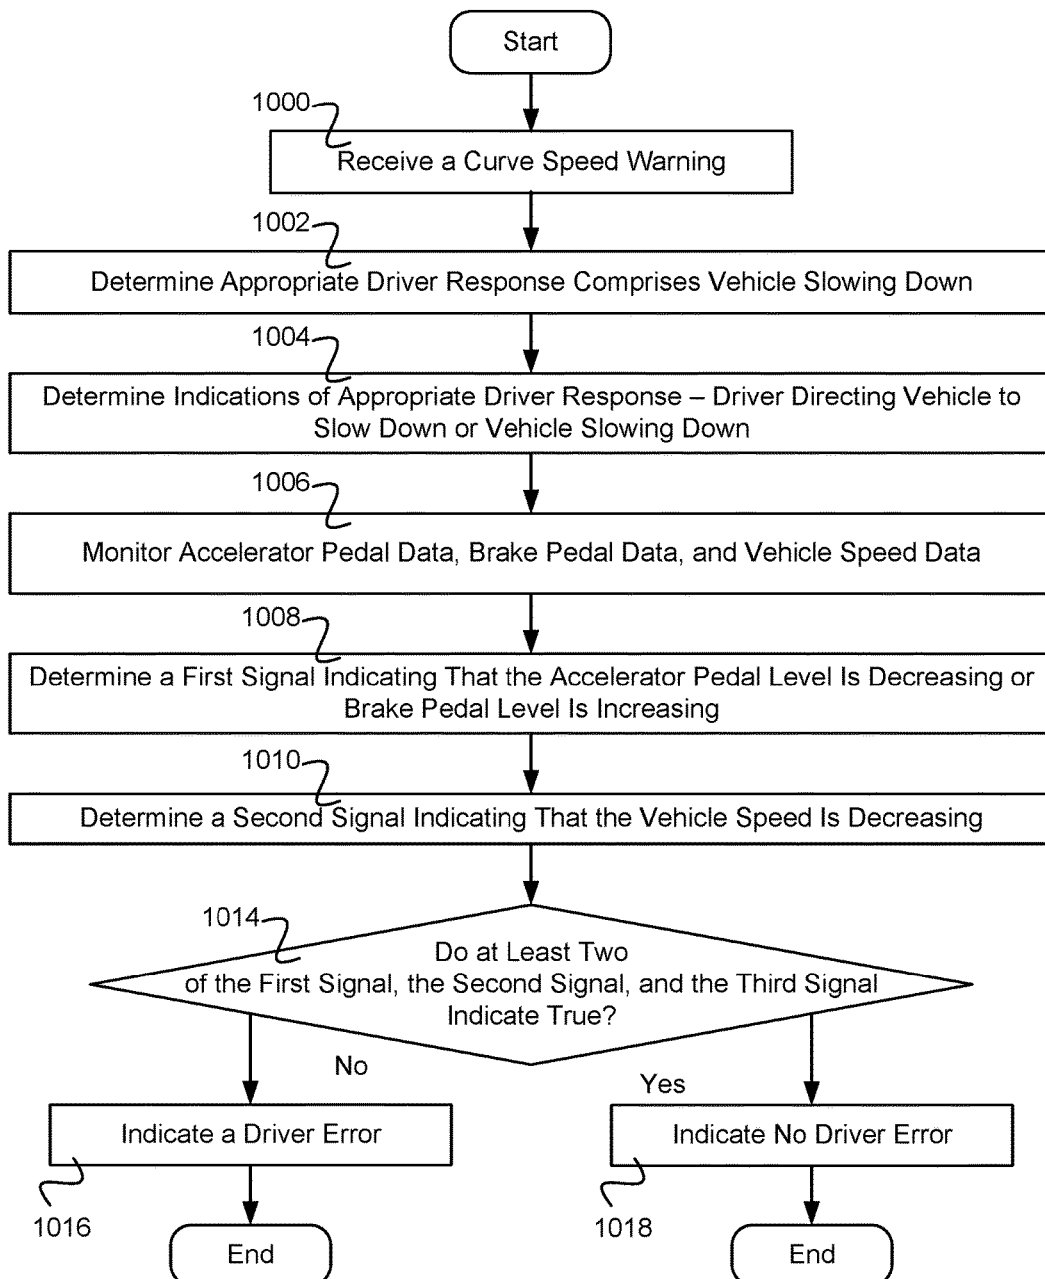 Start
1000
Receive a Curve Speed Warning
1002
Determine Appropriate Driver Response Comprises Vehicle Slowing Down
1004
Determine Indications of Appropriate Driver Response – Driver Directing Vehicle to
Slow Down or Vehicle Slowing Down
1006
Monitor Accelerator Pedal Data, Brake Pedal Data, and Vehicle Speed Data
1008
Determine a First Signal Indicating That the Accelerator Pedal Level Is Decreasing or
Brake Pedal Level Is Increasing
1010
Determine a Second Signal Indicating That the Vehicle Speed Is Decreasing
1014
Do at Least Two
of the First Signal, the Second Signal, and the Third Signal
Indicate True?
No
Yes
Indicate a Driver Error
Indicate No Driver Error
1016
1018
End
End